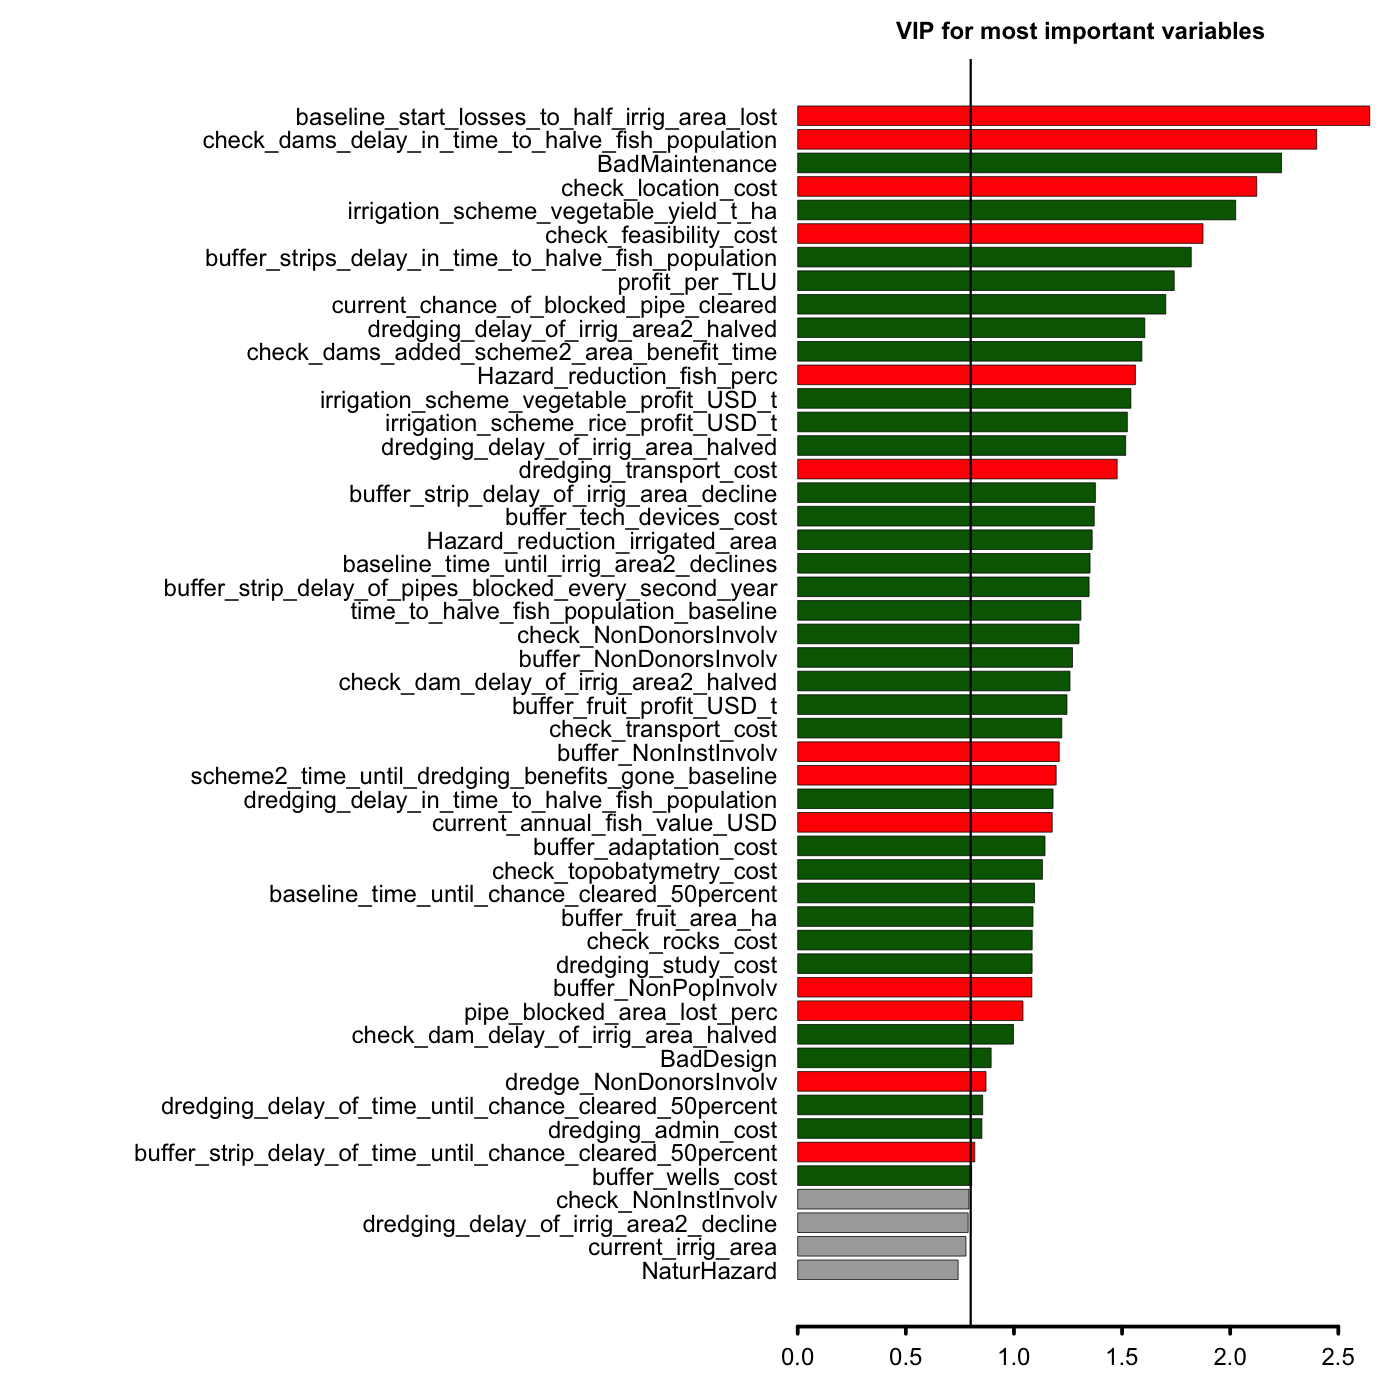 VIP for most important variables
baseline_start_losses_to_half_irrig_area_lost
check_dams_delay_in_time_to_halve_fish_population
BadMaintenance
check_location_cost
irrigation_scheme_vegetable_yield_t_ha
check_feasibility_cost
buffer_strips_delay_in_time_to_halve_fish_population
profit_per_TLU
current_chance_of_blocked_pipe_cleared
dredging_delay_of_irrig_area2_halved
check_dams_added_scheme2_area_benefit_time
Hazard_reduction_fish_perc
irrigation_scheme_vegetable_profit_USD_t
irrigation_scheme_rice_profit_USD_t
dredging_delay_of_irrig_area_halved
dredging_transport_cost
buffer_strip_delay_of_irrig_area_decline
buffer_tech_devices_cost
Hazard_reduction_irrigated_area
baseline_time_until_irrig_area2_declines
buffer_strip_delay_of_pipes_blocked_every_second_year
time_to_halve_fish_population_baseline
check_NonDonorsInvolv
buffer_NonDonorsInvolv
check_dam_delay_of_irrig_area2_halved
buffer_fruit_profit_USD_t
check_transport_cost
buffer_NonInstInvolv
scheme2_time_until_dredging_benefits_gone_baseline
dredging_delay_in_time_to_halve_fish_population
current_annual_fish_value_USD
buffer_adaptation_cost
check_topobatymetry_cost
baseline_time_until_chance_cleared_50percent
buffer_fruit_area_ha
check_rocks_cost
dredging_study_cost
buffer_NonPopInvolv
pipe_blocked_area_lost_perc
check_dam_delay_of_irrig_area_halved
BadDesign
dredge_NonDonorsInvolv
dredging_delay_of_time_until_chance_cleared_50percent
dredging_admin_cost
buffer_strip_delay_of_time_until_chance_cleared_50percent
buffer_wells_cost
check_NonInstInvolv
dredging_delay_of_irrig_area2_decline
current_irrig_area
NaturHazard
0.0 0.5 1.0 1.5 2.0 2.5